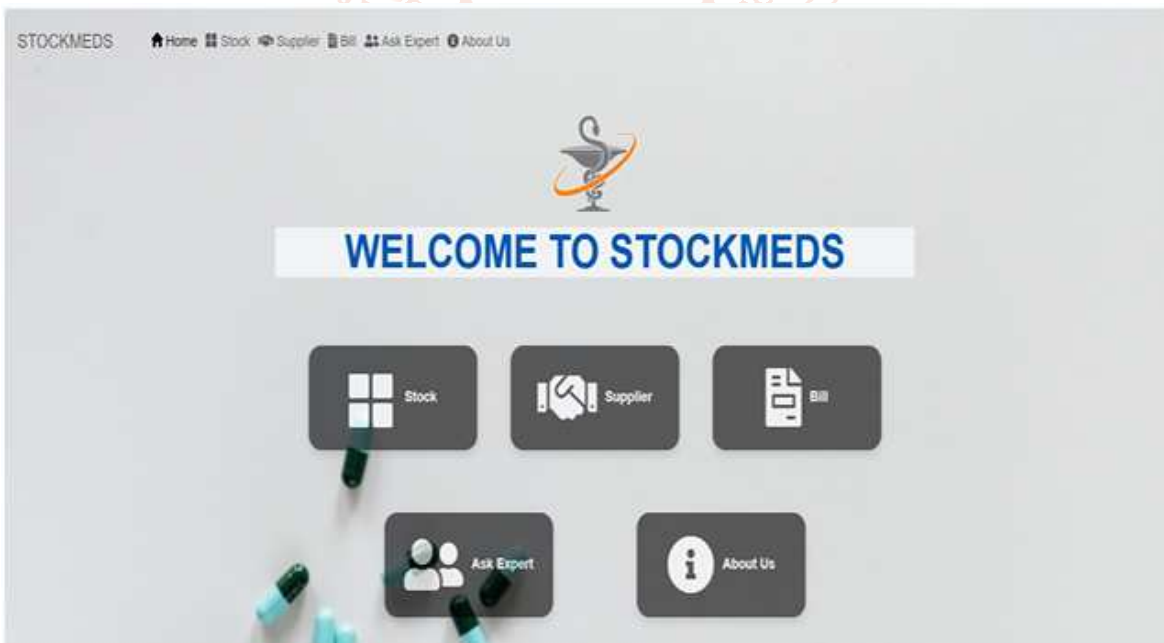 STOCKMEDS Home Stock Supplier Bill Ask Expert About Us
WELCOME TO STOCKMEDS
Stock Supplier Bill
Ask Expert About Us